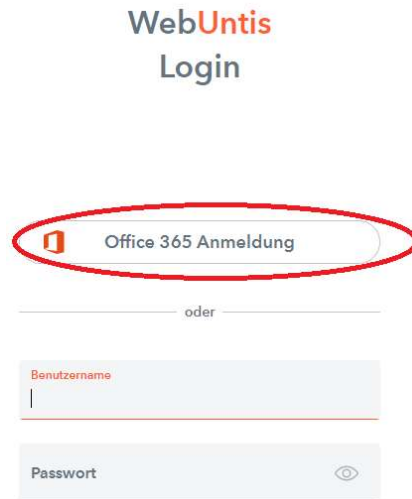 WebUntis
Login
Office 365 Anmeldung
oder
Benutzername
Passwort